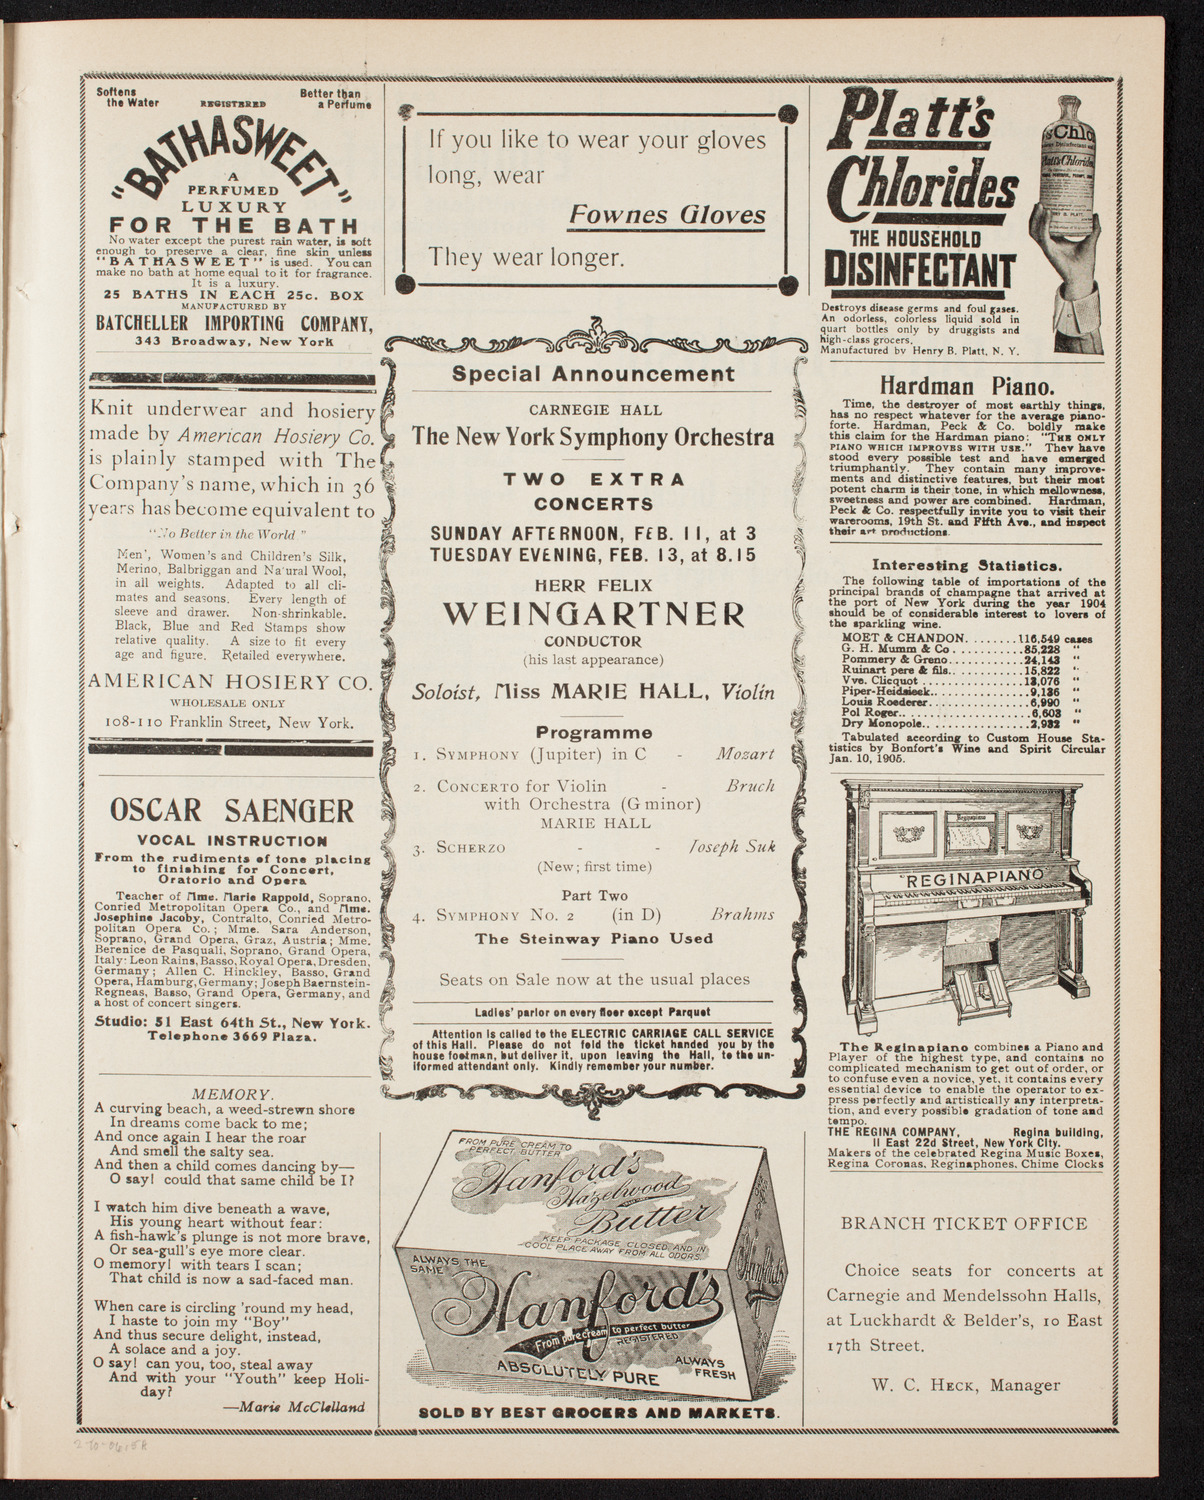 Softens
the Water
REGISTERED
Better than
a Perfume
"BATHASWEET"
A
PERFUMED
LUXURY
FOR THE BATH
No water except the purest rain water, is soft
enough to preserve a clear, fine skin unless
"BATHASWEET" is used. You can
make no bath at home equal to it for fragrance.
It is a luxury.
25 BATHS IN EACH 25c. BOX
MANUFACTURED BY
BATCHELLER IMPORTING COMPANY,
343 Broadway, New York
Knit underwear and hosiery
made by American Hosiery Co.
is plainly stamped with The
Company's name, which in 36
years has become equivalent to
"No Better in the World"
Men', Women's and Children's Silk,
Merino, Balbriggan and Natural Wool,
in all weights. Adapted to all cli-
mates and seasons. Every length of
sleeve and drawer. Non-shrinkable.
Black, Blue and Red Stamps show
relative quality. A size to fit every
age and figure. Retailed everywhere.
AMERICAN HOSIERY CO.
WHOLESALE ONLY
108-110 Franklin Street, New York.
OSCAR SAENGER
VOCAL INSTRUCTION
From the rudiments of tone placing
to finishing for Concert,
Oratorio and Opera
Teacher of Mme. Marie Rappold, Soprano,
Conried Metropolitan Opera Co., and Mme.
Josephine Jacoby, Contralto, Conried Metro-
politan Opera Co.; Mme. Sara Anderson,
Soprano, Grand Opera, Graz, Austria; Mme.
Berenice de Pasquali, Soprano, Grand Opera,
Italy: Leon Rains, Basso, Royal Opera, Dresden,
Germany; Allen C. Hinckley, Basso, Grand
Opera, Hamburg, Germany; Joseph Baernstein-
Regneas, Basso, Grand Opera, Germany, and
a host of concert singers.
Studio: 51 East 64th St., New York.
Telephone 3669 Plaza.
MEMORY.
A curving beach, a weed-strewn shore
In dreams come back to me;
And once again I hear the roar
And smell the salty sea.
And then a child comes dancing by—
O say! could that same child be I?
I watch him dive beneath a wave,
His young heart without fear:
A fish-hawk's plunge is not more brave,
Or sea-gull's eye more clear.
O memory! with tears I scan;
That child is now a sad-faced man.
When care is circling 'round my head,
I haste to join my "Boy"
And thus secure delight, instead,
A solace and a joy.
O say! can you, too, steal away
And with your "Youth" keep Holi-
day?
—Marie McClelland
If you like to wear your gloves
long, wear
Fownes Gloves
They wear longer.
Special Announcement
CARNEGIE HALL
The New York Symphony Orchestra
TWO EXTRA
CONCERTS
SUNDAY AFTERNOON, FEB. 11, at 3
TUESDAY EVENING, FEB. 13, at 8.15
HERR FELIX
WEINGARTNER
CONDUCTOR
(his last appearance)
Soloist, Miss MARIE HALL, Violin
Programme
1. SYMPHONY (Jupiter) in C - Mozart
2. CONCERTO for Violin - Bruch
with Orchestra (G minor)
MARIE HALL
3. SCHERZO - - Joseph Suk
(New; first time)
Part Two
4. SYMPHONY No. 2 (in D) Brahms
The Steinway Piano Used
Seats on Sale now at the usual places
Ladies' parlor on every floor except Parquet
Attention is called to the ELECTRIC CARRIAGE CALL SERVICE
of this Hall. Please do not fold the ticket handed you by the
house footman, but deliver it, upon leaving the Hall, to the un-
iformed attendant only. Kindly remember your number.
FROM PURE CREAM TO
PERFECT BUTTER
Hanford's
Hazelwood
Butter
KEEP PACKAGE CLOSED AND IN
COOL PLACE AWAY FROM ALL ODORS.
ALWAYS THE
SAME
Hanford's
From pure cream to perfect butter
REGISTERED
ABSOLUTELY PURE
ALWAYS
FRESH
Hanford's
SOLD BY BEST GROCERS AND MARKETS.
Platt's
Chlorides
THE HOUSEHOLD
DISINFECTANT
Destroys disease germs and foul gases.
An odorless, colorless liquid sold in
quart bottles only by druggists and
high-class grocers.
Manufactured by Henry B. Platt, N. Y.
Hardman Piano.
Time, the destroyer of most earthly things,
has no respect whatever for the average piano-
forte. Hardman, Peck & Co. boldly make
this claim for the Hardman piano: "THE ONLY
PIANO WHICH IMPROVES WITH USE." They have
stood every possible test and have emerged
triumphantly. They contain many improve-
ments and distinctive features, but their most
potent charm is their tone, in which mellowness,
sweetness and power are combined. Hardman,
Peck & Co. respectfully invite you to visit their
warerooms, 19th St. and Fifth Ave., and inspect
their art productions.
Interesting Statistics.
The following table of importations of the
principal brands of champagne that arrived at
the port of New York during the year 1904
should be of considerable interest to lovers of
the sparkling wine.
MOET & CHANDON........116,549 cases
G. H. Mumm & Co...........85,228 "
Pommery & Greno............24,143 "
Ruinart pere & fils............15,822 "
Vve. Clicquot................13,076 "
Piper-Heidsieck..............9,136 "
Louis Roederer...............6,990 "
Pol Roger....................6,603 "
Dry Monopole................2,932 "
Tabulated according to Custom House Sta-
tistics by Bonfort's Wine and Spirit Circular
Jan. 10, 1905.
Reginapiano
REGINAPIANO
The Reginapiano combines a Piano and
Player of the highest type, and contains no
complicated mechanism to get out of order, or
to confuse even a novice, yet, it contains every
essential device to enable the operator to ex-
press perfectly and artistically any interpreta-
tion, and every possible gradation of tone and
tempo.
THE REGINA COMPANY, Regina building,
11 East 22d Street, New York City.
Makers of the celebrated Regina Music Boxes,
Regina Coronas, Reginaphones, Chime Clocks
BRANCH TICKET OFFICE
Choice seats for concerts at
Carnegie and Mendelssohn Halls,
at Luckhardt & Belder's, 10 East
17th Street.
W. C. HECK, Manager